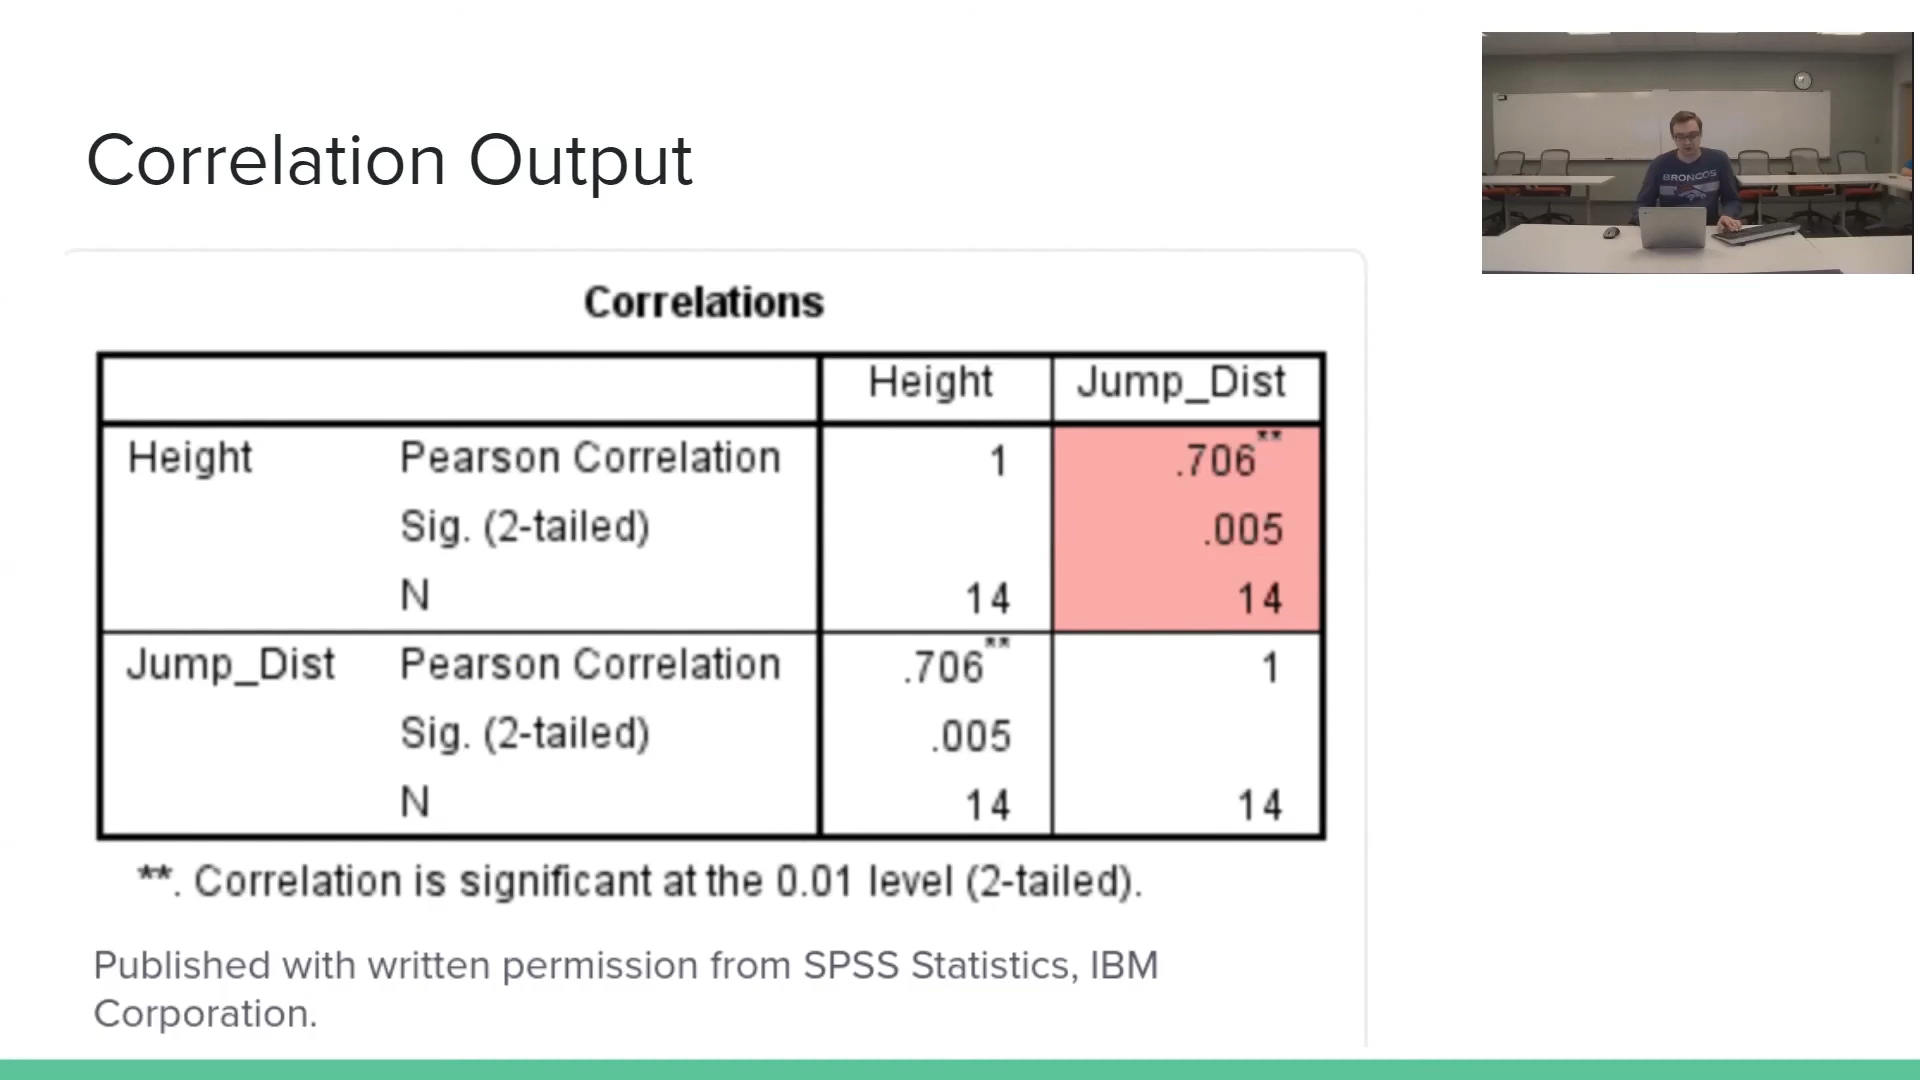 Correlation Output
BRONCOS
Correlations
Height Jump_Dist
Height Pearson Correlation 1 .706**
Sig. (2-tailed) .005
N 14 14
Jump_Dist Pearson Correlation .706** 1
Sig. (2-tailed) .005
N 14 14
**. Correlation is significant at the 0.01 level (2-tailed).
Published with written permission from SPSS Statistics, IBM
Corporation.